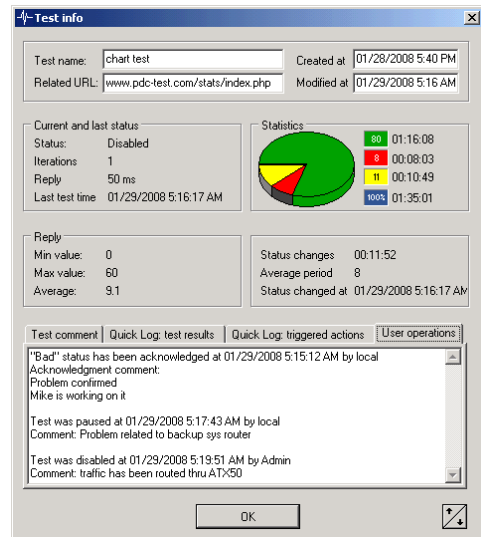 Test info
Test name: chart test
Created at 01/28/2008 5:40 PM
Related URL: www.pdc-test.com/stats/index.php
Modified at 01/29/2008 5:16 AM
Current and last status
Status: Disabled
Iterations 1
Reply 50 ms
Last test time 01/29/2008 5:16:17 AM
Statistics
80 01:16:08
8 00:08:03
11 00:10:49
100% 01:35:01
Reply
Min value: 0
Max value: 60
Average: 9.1
Status changes 00:11:52
Average period 8
Status changed at 01/29/2008 5:16:17 AM
Test comment Quick Log: test results Quick Log: triggered actions User operations
"Bad" status has been acknowledged at 01/29/2008 5:15:12 AM by local
Acknowledgment comment:
Problem confirmed
Mike is working on it
Test was paused at 01/29/2008 5:17:43 AM by local
Comment: Problem related to backup sys router
Test was disabled at 01/29/2008 5:19:51 AM by Admin
Comment: traffic has been routed thru ATX50
OK